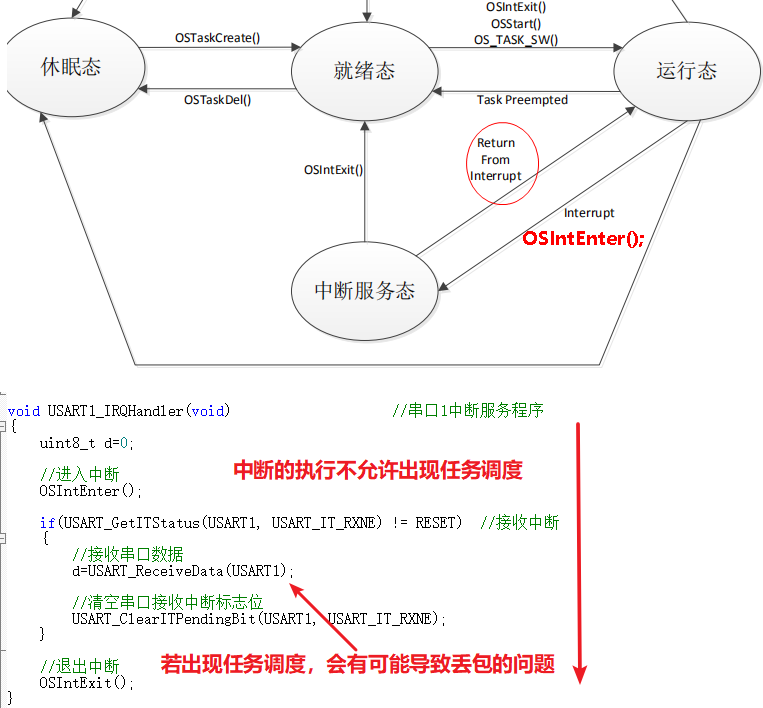 OSIntExit()
OSStart()
OS_TASK_SW()
OSTaskCreate()
休眠态
就绪态
运行态
OSTaskDel()
Task Preempted
Return
From
Interrupt
OSIntExit()
Interrupt
OSIntEnter();
中断服务态
void USART1_IRQHandler(void) //串口1中断服务程序
{
uint8_t d=0;
//进入中断
中断的执行不允许出现任务调度
OSIntEnter();
if(USART_GetITStatus(USART1, USART_IT_RXNE) != RESET) //接收中断
{
//接收串口数据
d=USART_ReceiveData(USART1);
//清空串口接收中断标志位
USART_ClearITPendingBit(USART1, USART_IT_RXNE);
}
若出现任务调度，会有可能导致丢包的问题
//退出中断
OSIntExit();
}